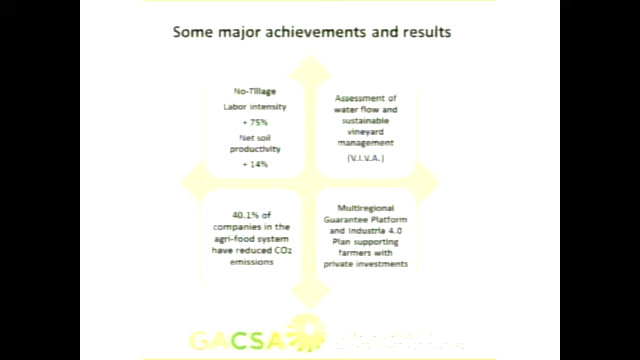 Some major achievements and results
No-Tillage
Labor intensity
+ 75%
Net soil
productivity
+ 14%
Assessment of
water flow and
sustainable
vineyard
management
(V.I.V.A.)
40.1% of
companies in the
agri-food system
have reduced CO2
emissions
Multiregional
Guarantee Platform
and Industria 4.0
Plan supporting
farmers with
private investments
GACSA